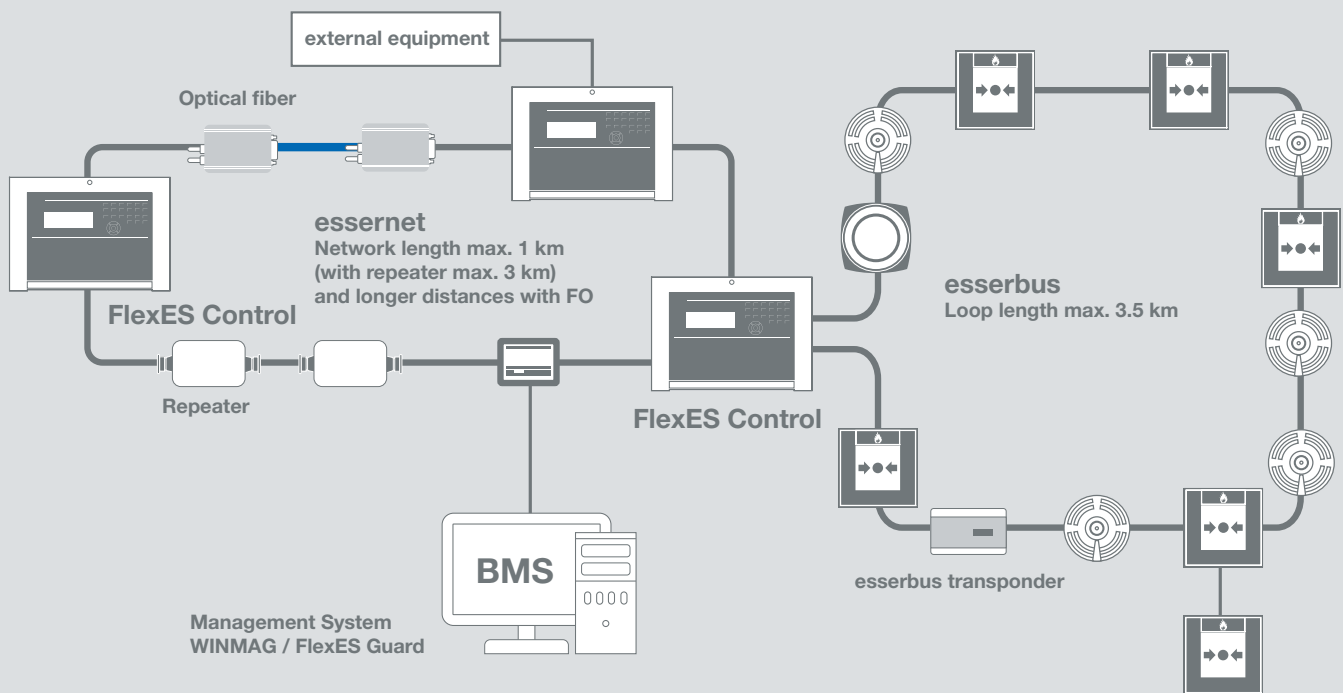 external equipment
Optical fiber
essernet
Network length max. 1 km
(with repeater max. 3 km)
and longer distances with FO
esserbus
Loop length max. 3.5 km
FlexES Control
Repeater
FlexES Control
esserbus transponder
BMS
Management System
WINMAG / FlexES Guard